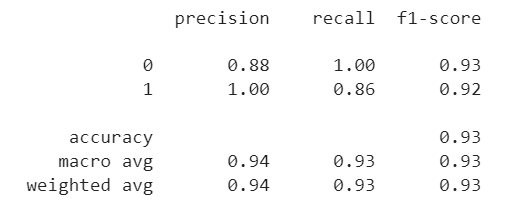 precision recall f1-score
0 0.88 1.00 0.93
1 1.00 0.86 0.92
accuracy 0.93
macro avg 0.94 0.93 0.93
weighted avg 0.94 0.93 0.93